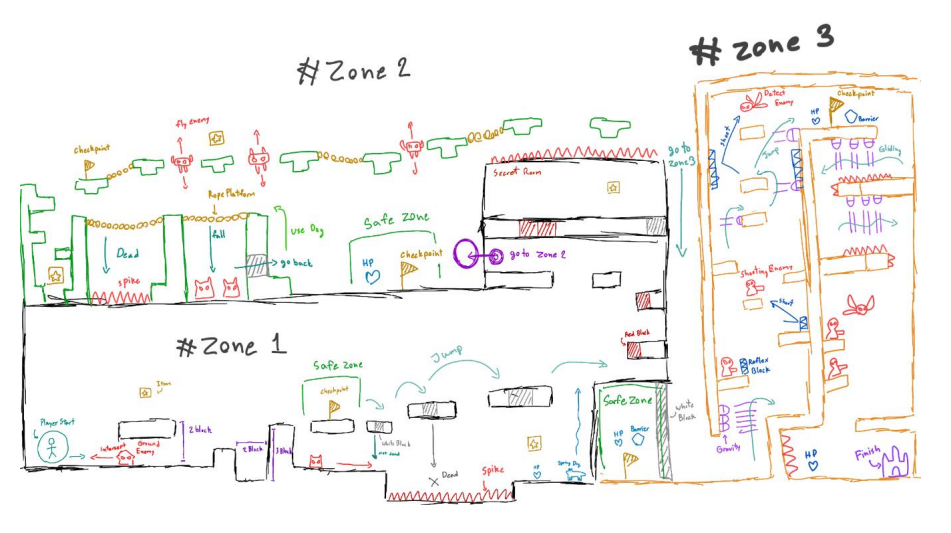 # Zone 2
# Zone 3
Detect
Enemy
HP
Checkpoint
Barrier
Shoot
Jump
Gliding
fly enemy
Checkpoint
Rope Platform
Dead
fall
use Dog
go back
spike
Safe Zone
HP
Checkpoint
Secret Room
go to Zone 2
go to
Zone3
# Zone 1
Item
Player Start
Intersept
Ground
Enemy
2 block
2 Block
3 Block
Safe zone
Checkpoint
White Block
not dead
Jump
Dead
Spike
HP
Spring Dog
Red Block
Safe Zone
HP
Barrier
White
Block
Shooting Enemy
Shoot
Reflex
Block
Gravity
HP
Finish